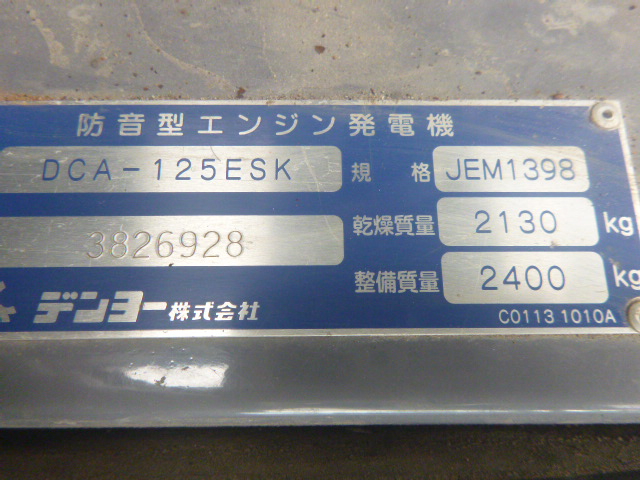 防音型エンジン発電機
DCA-125ESK 規格 JEM1398
3826928 乾燥質量 2130 kg
整備質量 2400 kg
デンヨー株式会社 C0113 1010A